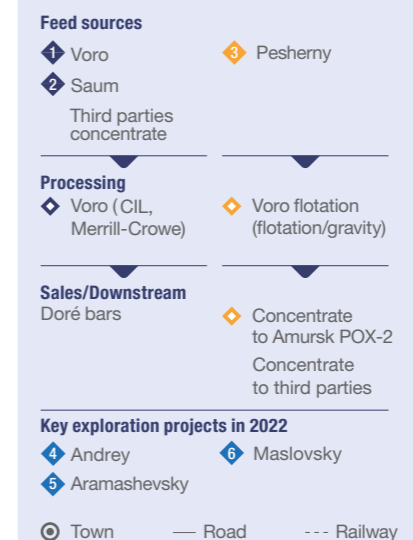 Feed sources
1 Voro
2 Saum
Third parties
concentrate
3 Pesherny
Processing
Voro (CIL,
Merrill-Crowe)
Voro flotation
(flotation/gravity)
Sales/Downstream
Doré bars
Concentrate
to Amursk POX-2
Concentrate
to third parties
Key exploration projects in 2022
4 Andrey
5 Aramashevsky
6 Maslovsky
Town
Road
Railway